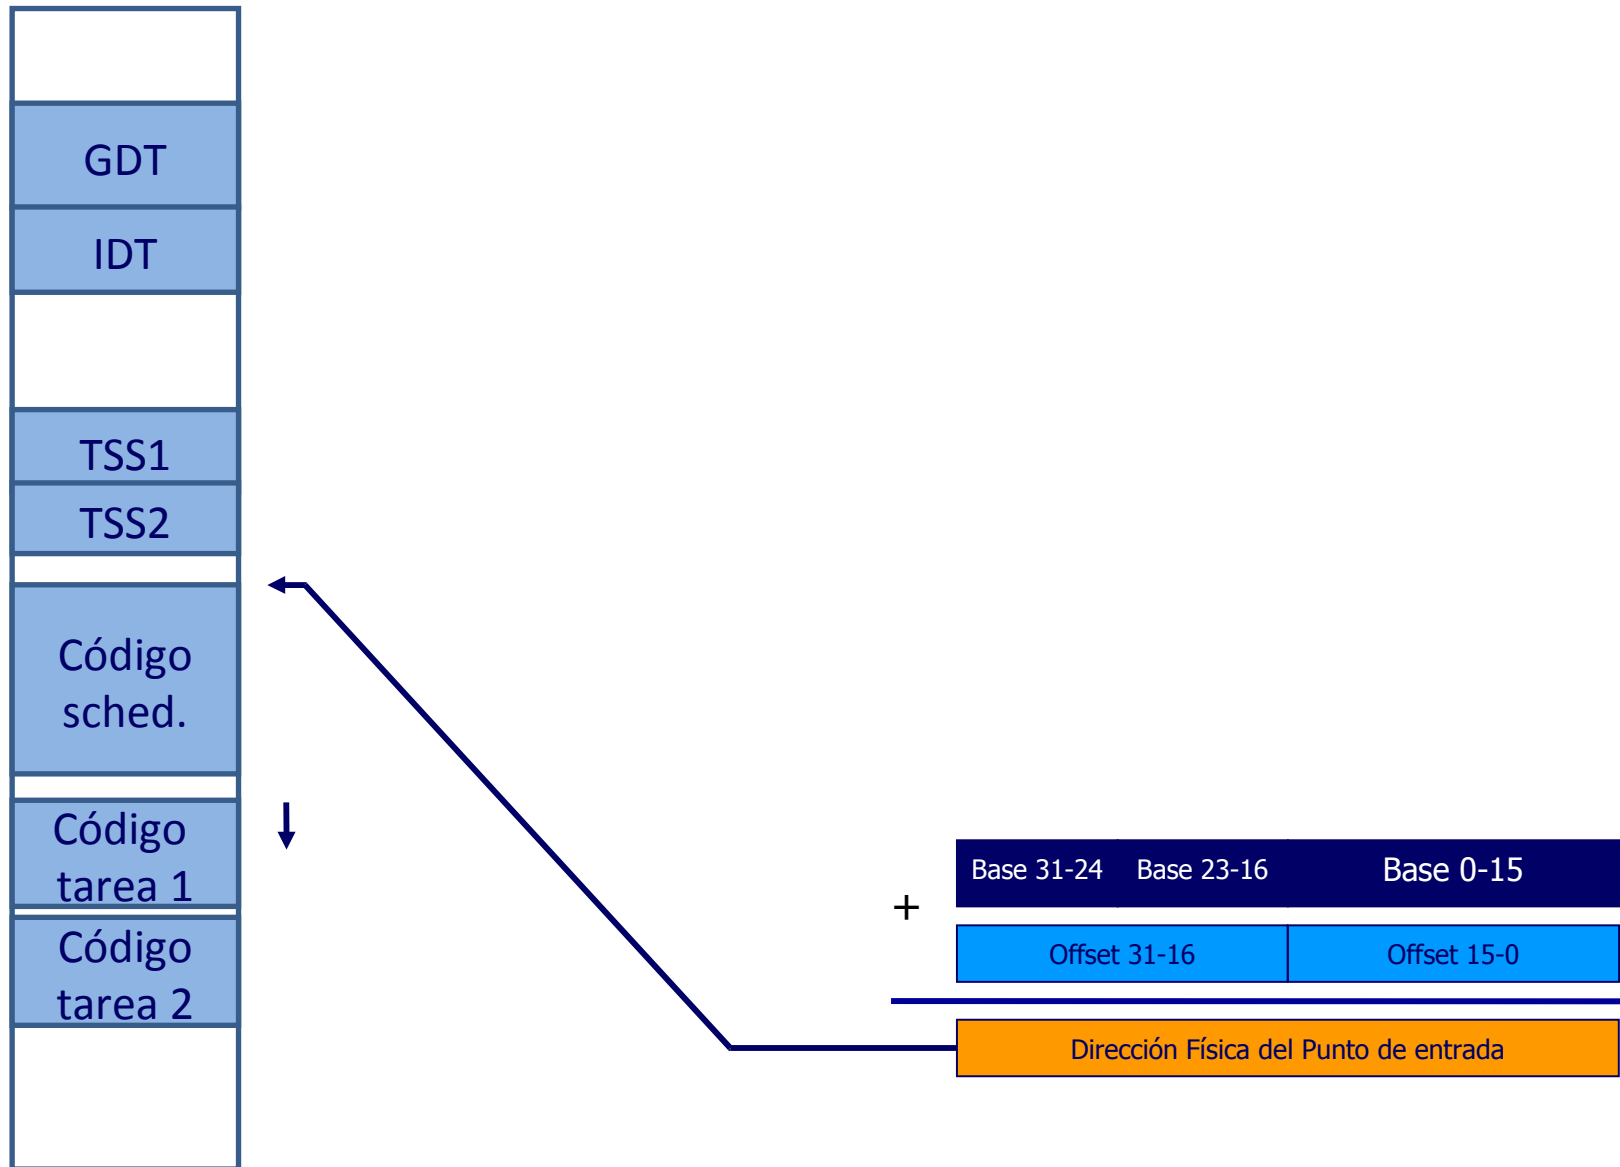 GDT
IDT
TSS1
TSS2
Código
sched.
Código
tarea 1
Código
tarea 2
Base 31-24 Base 23-16 Base 0-15
+
Offset 31-16 Offset 15-0
Dirección Física del Punto de entrada